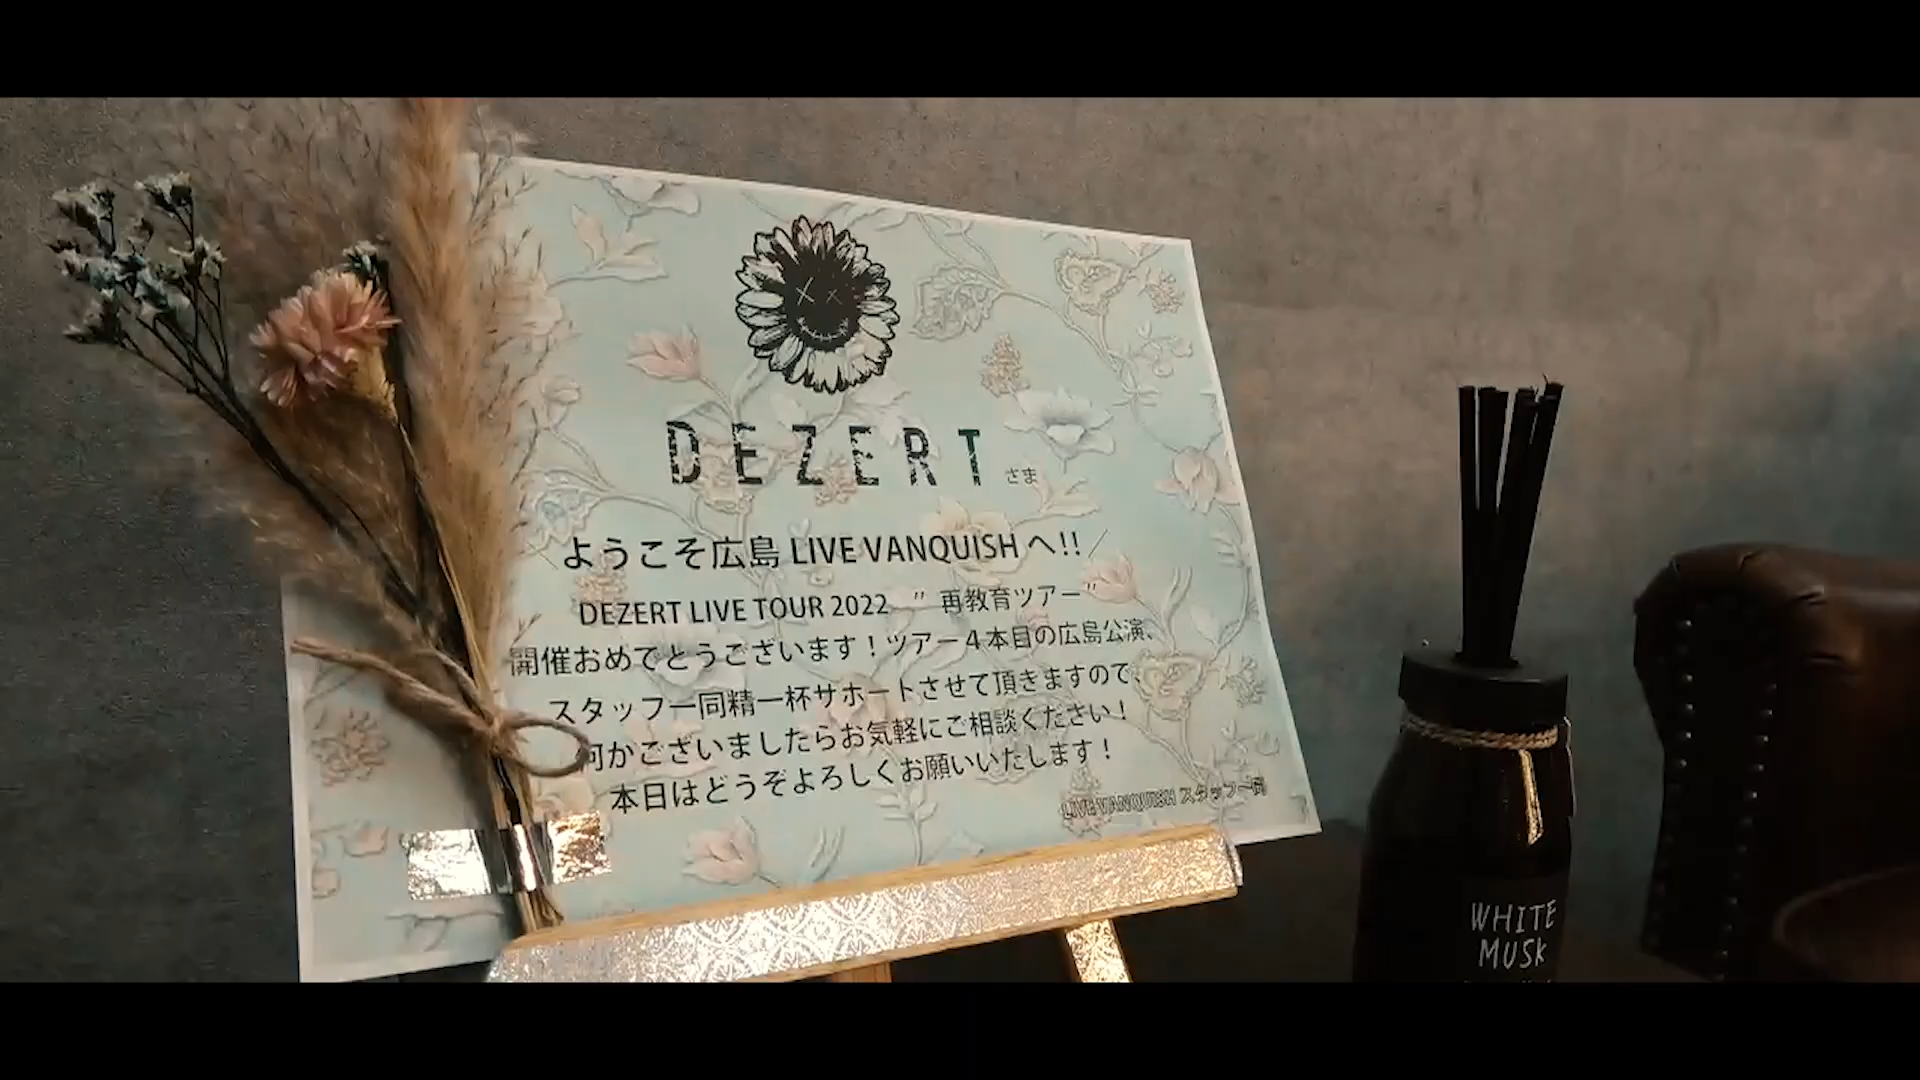 DEZERT さま
＼ようこそ広島 LIVE VANQUISH へ!!／
DEZERT LIVE TOUR 2022 ＂再教育ツアー＂
開催おめでとうございます！ツアー４本目の広島公演、
スタッフ一同精一杯サポートさせて頂きますので、
何かございましたらお気軽にご相談ください！
本日はどうぞよろしくお願いいたします！
LIVE VANQUISH スタッフ一同
WHITE
MUSK